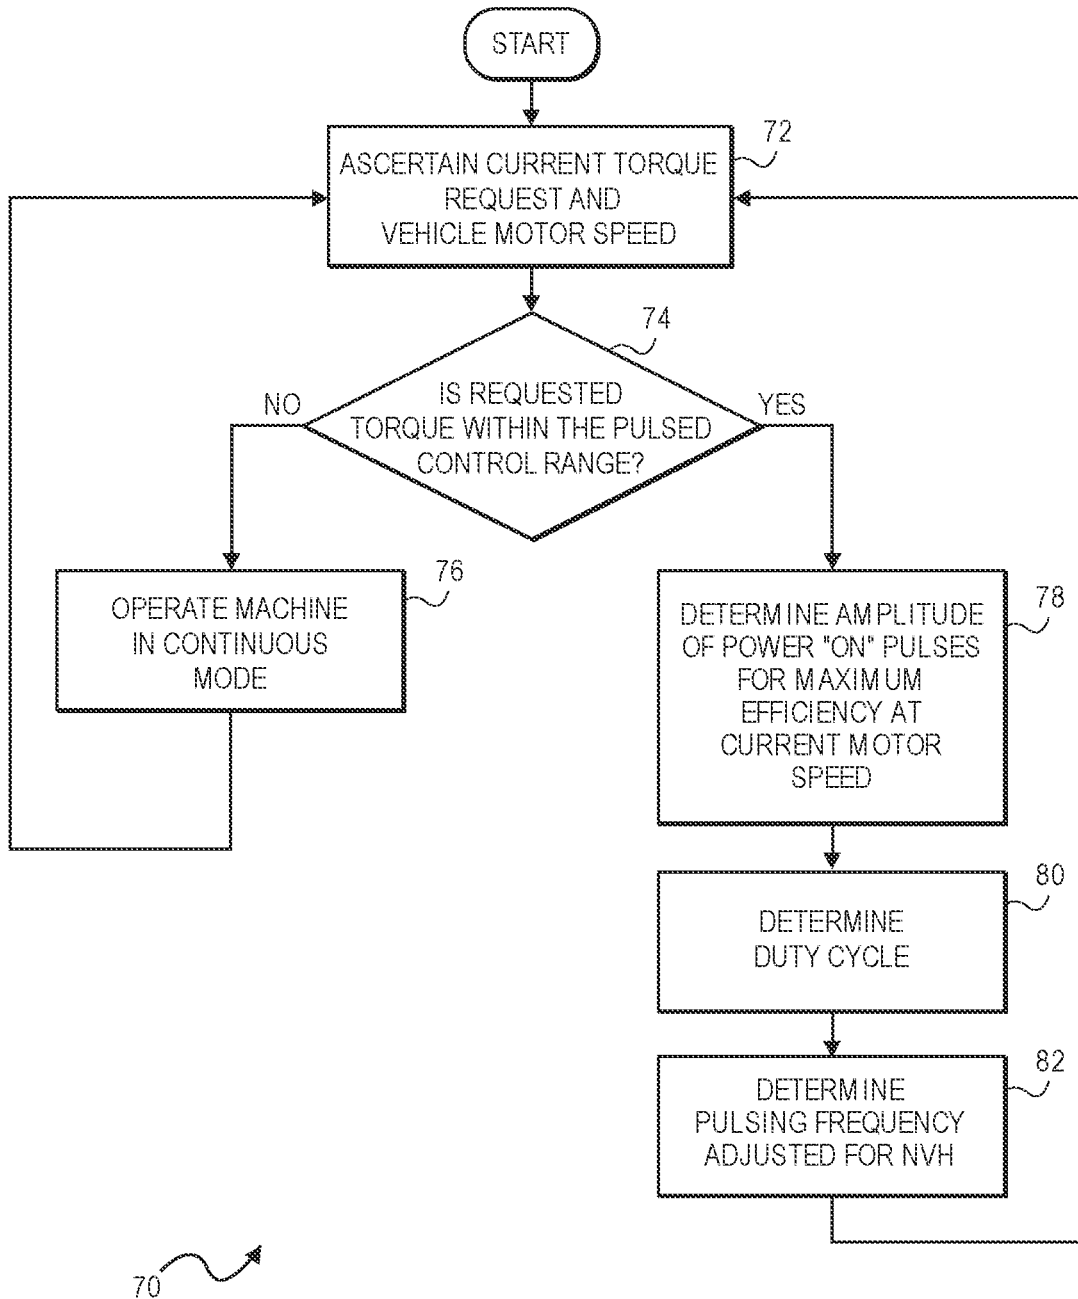 START
72
ASCERTAIN CURRENT TORQUE
REQUEST AND
VEHICLE MOTOR SPEED
74
IS REQUESTED
TORQUE WITHIN THE PULSED
CONTROL RANGE?
NO
YES
76
OPERATE MACHINE
IN CONTINUOUS
MODE
78
DETERMINE AMPLITUDE
OF POWER "ON" PULSES
FOR MAXIMUM
EFFICIENCY AT
CURRENT MOTOR
SPEED
80
DETERMINE
DUTY CYCLE
82
DETERMINE
PULSING FREQUENCY
ADJUSTED FOR NVH
70